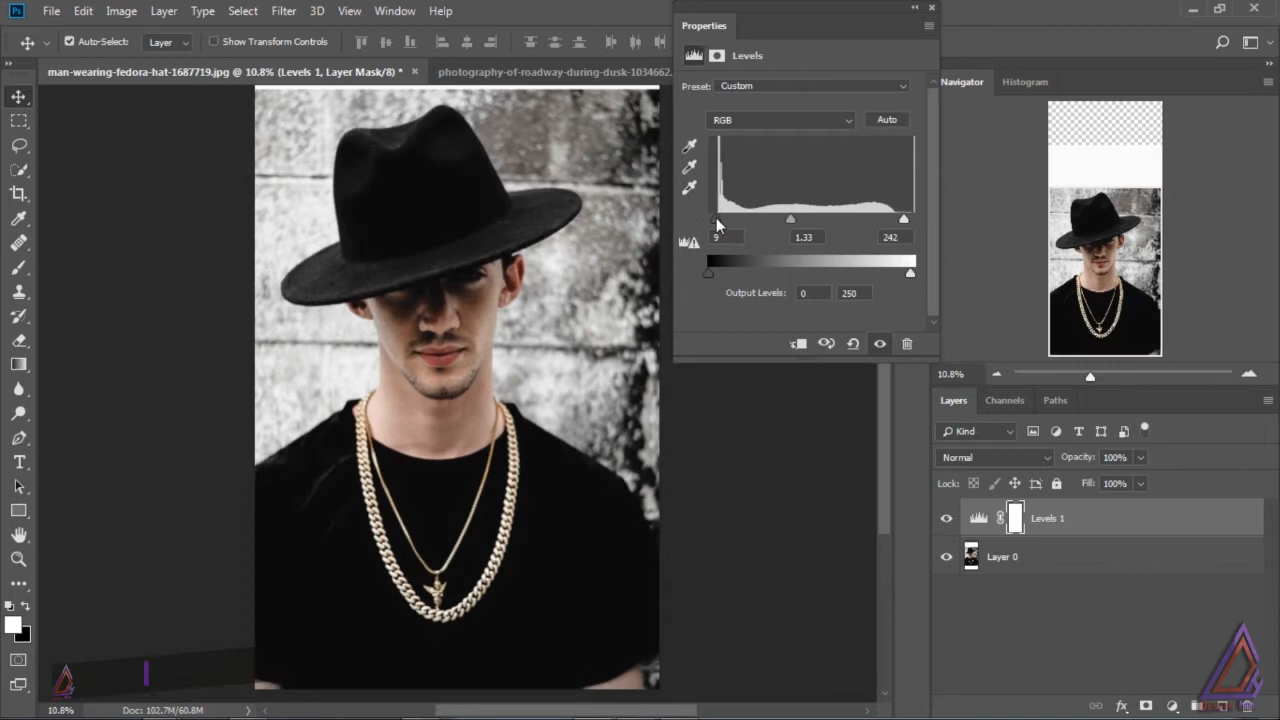 Ps File Edit Image Layer Type Select Filter 3D View Window Help
Auto-Select: Layer Show Transform Controls
man-wearing-fedora-hat-1687719.jpg @ 10.8% (Levels 1, Layer Mask/8) * × photography-of-roadway-during-dusk-1034662.
Properties
Levels
Preset: Custom
RGB Auto
9 1.33 242
Output Levels: 0 250
Navigator Histogram
10.8%
Layers Channels Paths
Kind
Normal Opacity: 100%
Lock: Fill: 100%
Levels 1
Layer 0
10.8% Doc: 102.7M/60.8M